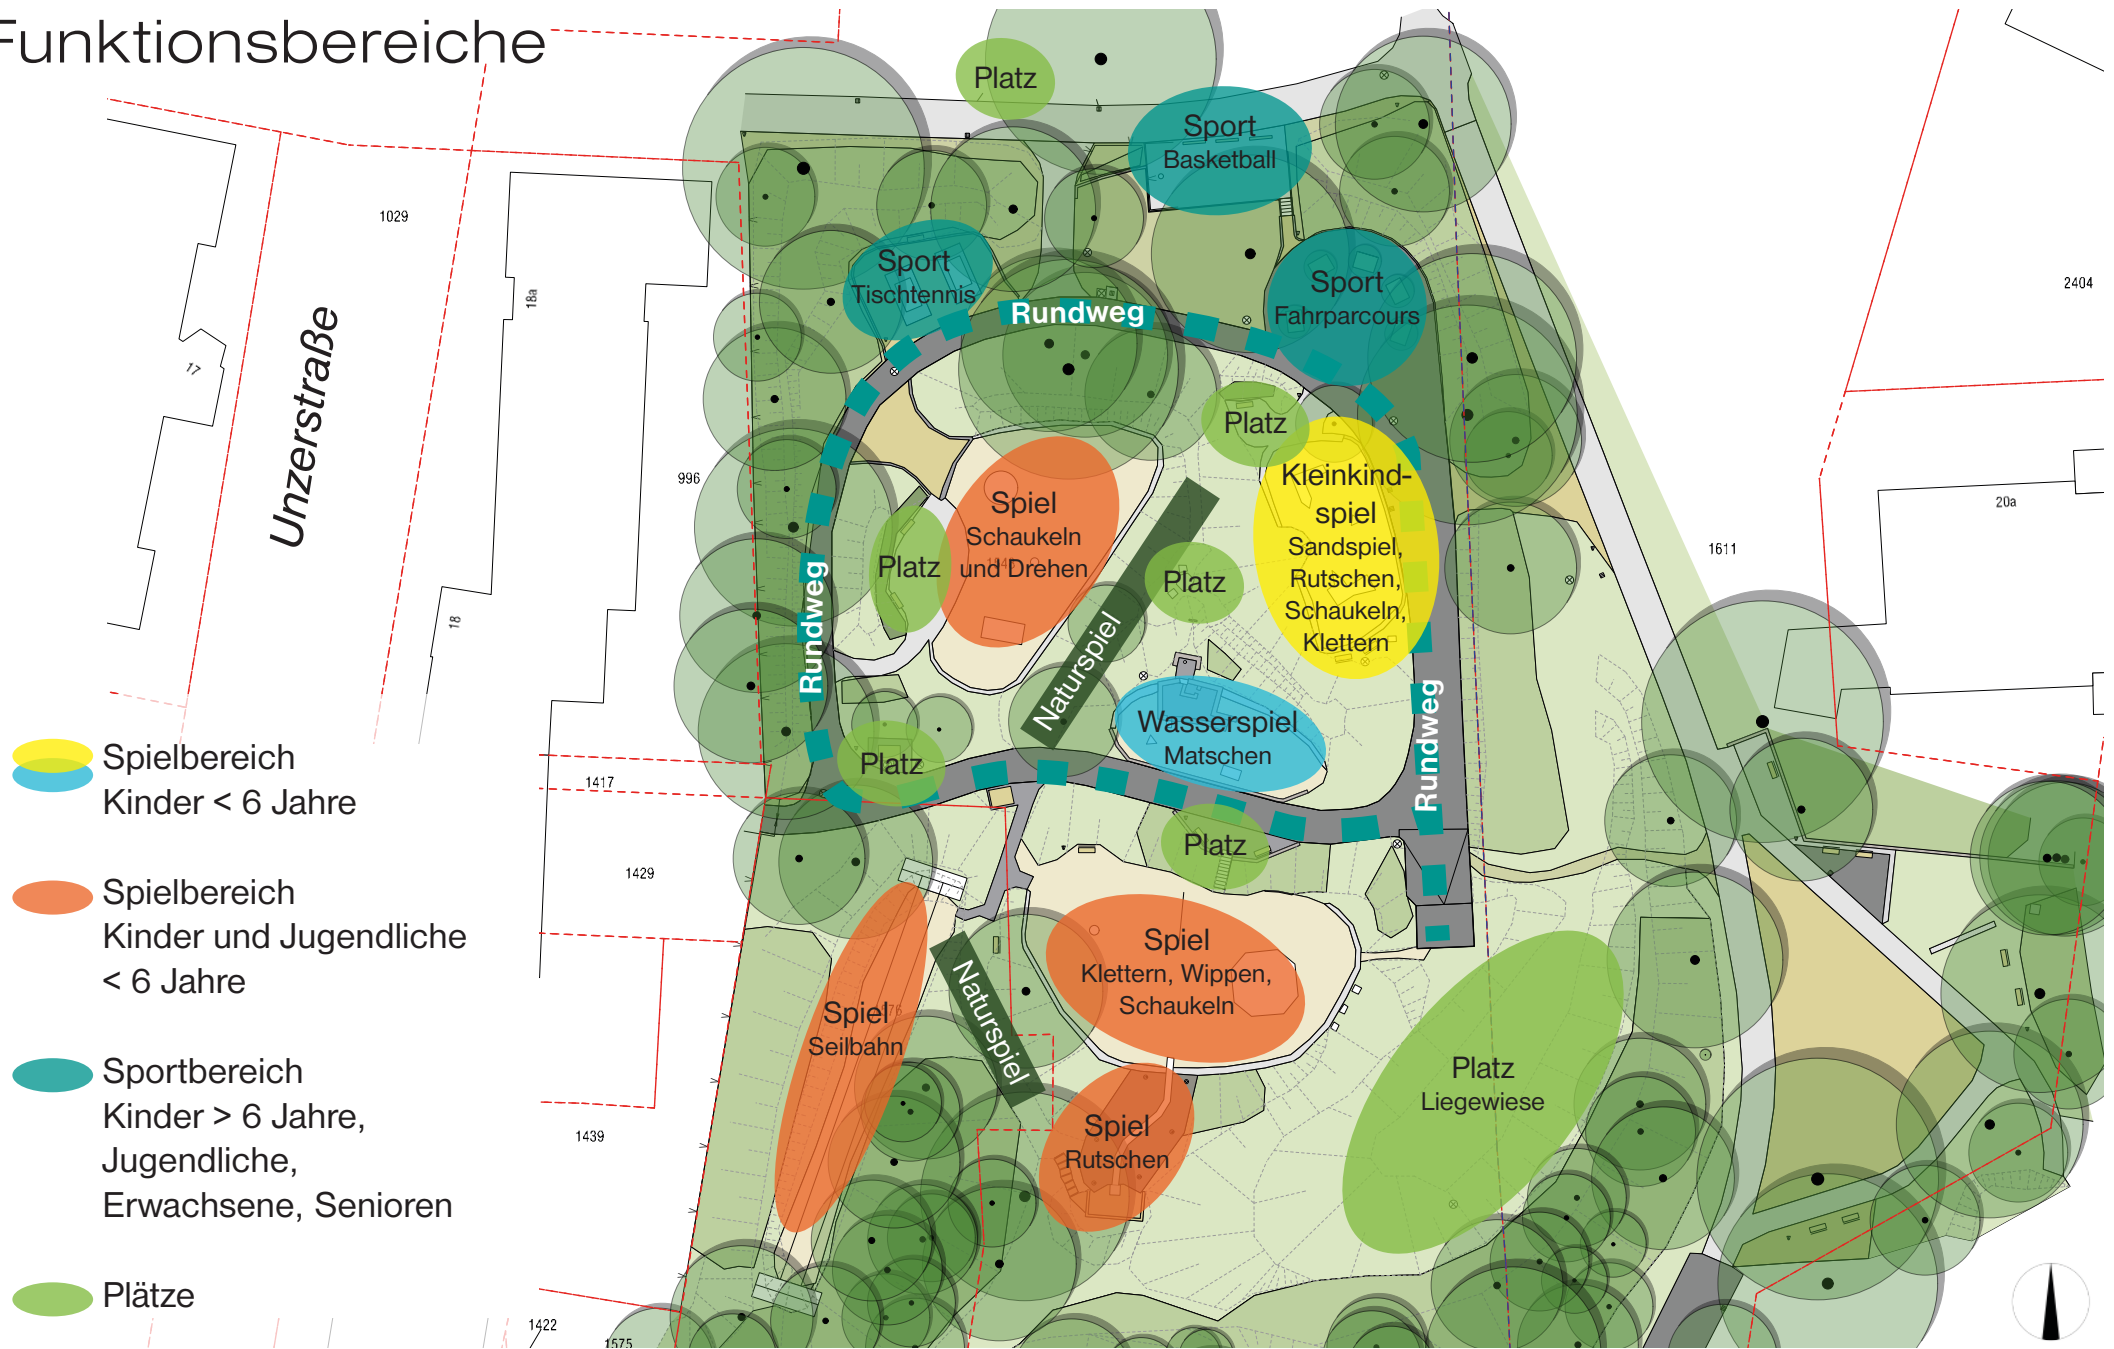 Funktionsbereiche
Platz
Sport
Basketball
1029
Sport
Tischtennis
Sport
Fahrparcours
2404
18a
Rundweg
Unzerstraße
17
Platz
996
Kleinkind-
spiel
Sandspiel,
Rutschen,
Schaukeln,
Klettern
Spiel
Schaukeln
und Drehen
20a
1611
Platz
Platz
Rundweg
18
Naturspiel
Rundweg
Wasserspiel
Matschen
Platz
1417
Platz
1429
Spielbereich
Kinder < 6 Jahre
Spielbereich
Kinder und Jugendliche
< 6 Jahre
Sportbereich
Kinder > 6 Jahre,
Jugendliche,
Erwachsene, Senioren
Plätze
Spiel
Klettern, Wippen,
Schaukeln
Spiel
Seilbahn
Naturspiel
Platz
Liegewiese
Spiel
Rutschen
1439
1422
1575